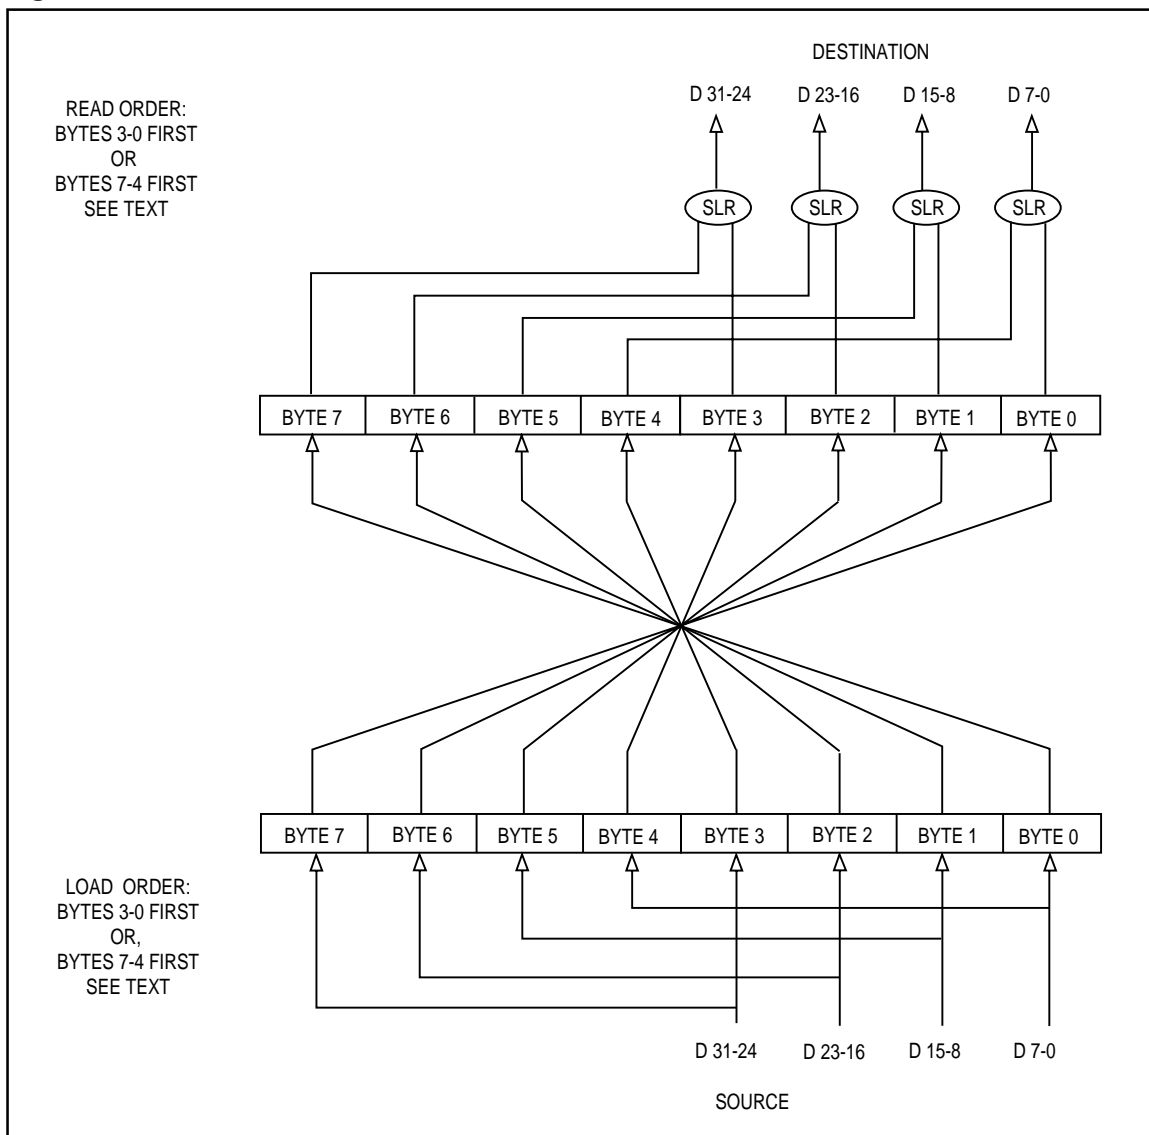 DESTINATION
D 31-24 D 23-16 D 15-8 D 7-0
READ ORDER:
BYTES 3-0 FIRST
OR
BYTES 7-4 FIRST
SEE TEXT
SLR SLR SLR SLR
BYTE 7 BYTE 6 BYTE 5 BYTE 4 BYTE 3 BYTE 2 BYTE 1 BYTE 0
BYTE 7 BYTE 6 BYTE 5 BYTE 4 BYTE 3 BYTE 2 BYTE 1 BYTE 0
LOAD ORDER:
BYTES 3-0 FIRST
OR,
BYTES 7-4 FIRST
SEE TEXT
D 31-24 D 23-16 D 15-8 D 7-0
SOURCE